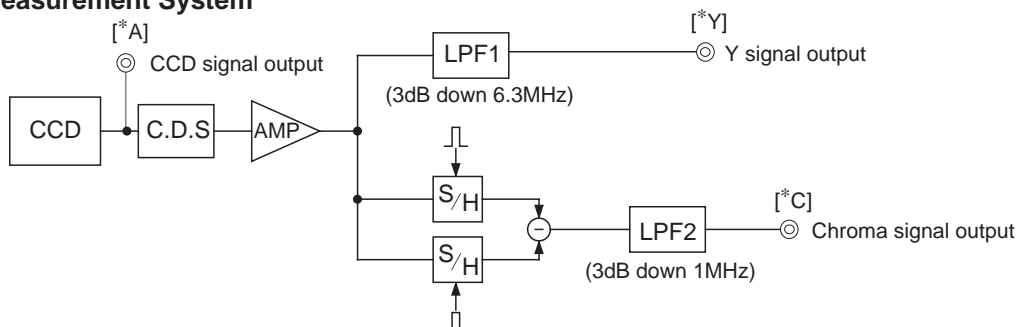 easurement System
[*A]
CCD signal output
CCD
C.D.S
AMP
LPF1
(3dB down 6.3MHz)
[*Y]
Y signal output
S/H
S/H
−
LPF2
(3dB down 1MHz)
[*C]
Chroma signal output